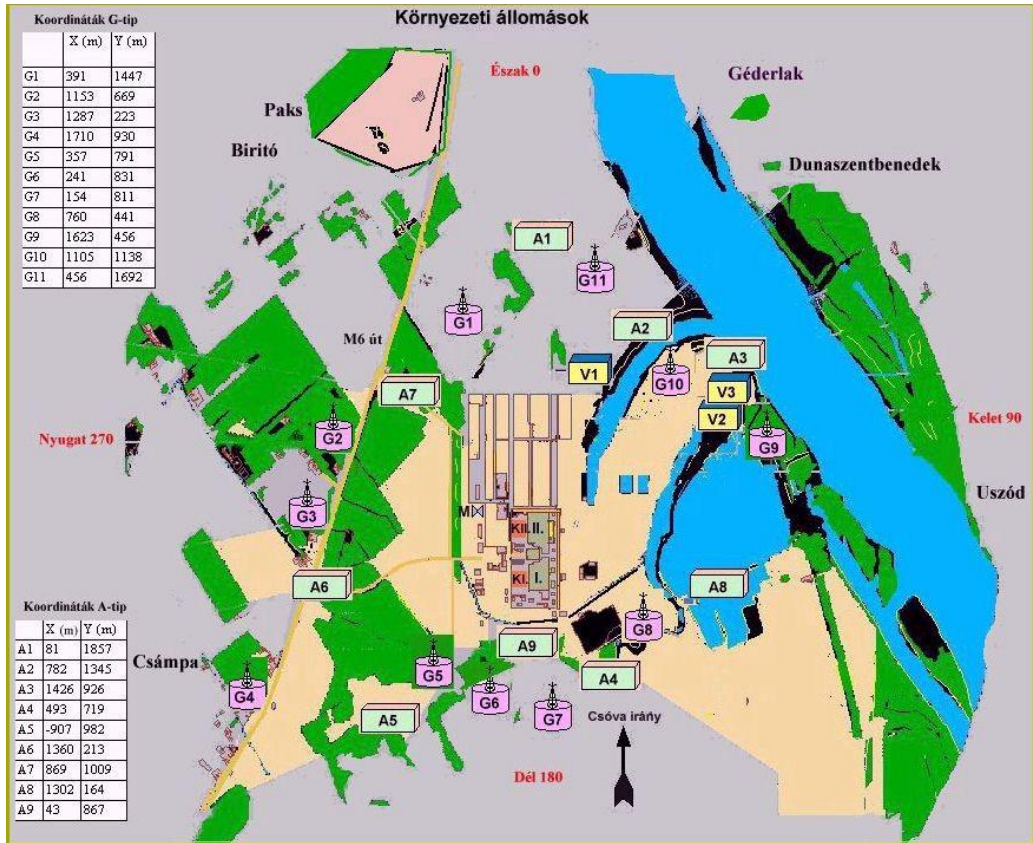 Környezeti állomások
Koordináták G-tip
X (m) Y (m)
G1 391 1447
G2 1153 669
G3 1287 223
G4 1710 930
G5 357 791
G6 241 831
G7 154 811
G8 760 441
G9 1623 456
G10 1105 1138
G11 456 1692
Észak 0
Géderlak
Paks
Biritó
Dunaszentbenedek
A1
G11
G1
A2
M6 út
A3
V1
G10
A7
V3
V2
Nyugat 270
G2
Kelet 90
G9
G3
Uszód
M
KII. II.
KI. I.
A6
A8
Koordináták A-tip
X (m) Y (m)
A1 81 1857
A2 782 1345
A3 1426 926
A4 493 719
A5 -907 982
A6 1360 213
A7 869 1009
A8 1302 164
A9 43 867
G8
A9
Csámpa
G5
A4
G4
G6
G7
A5
Csóva irány
Dél 180